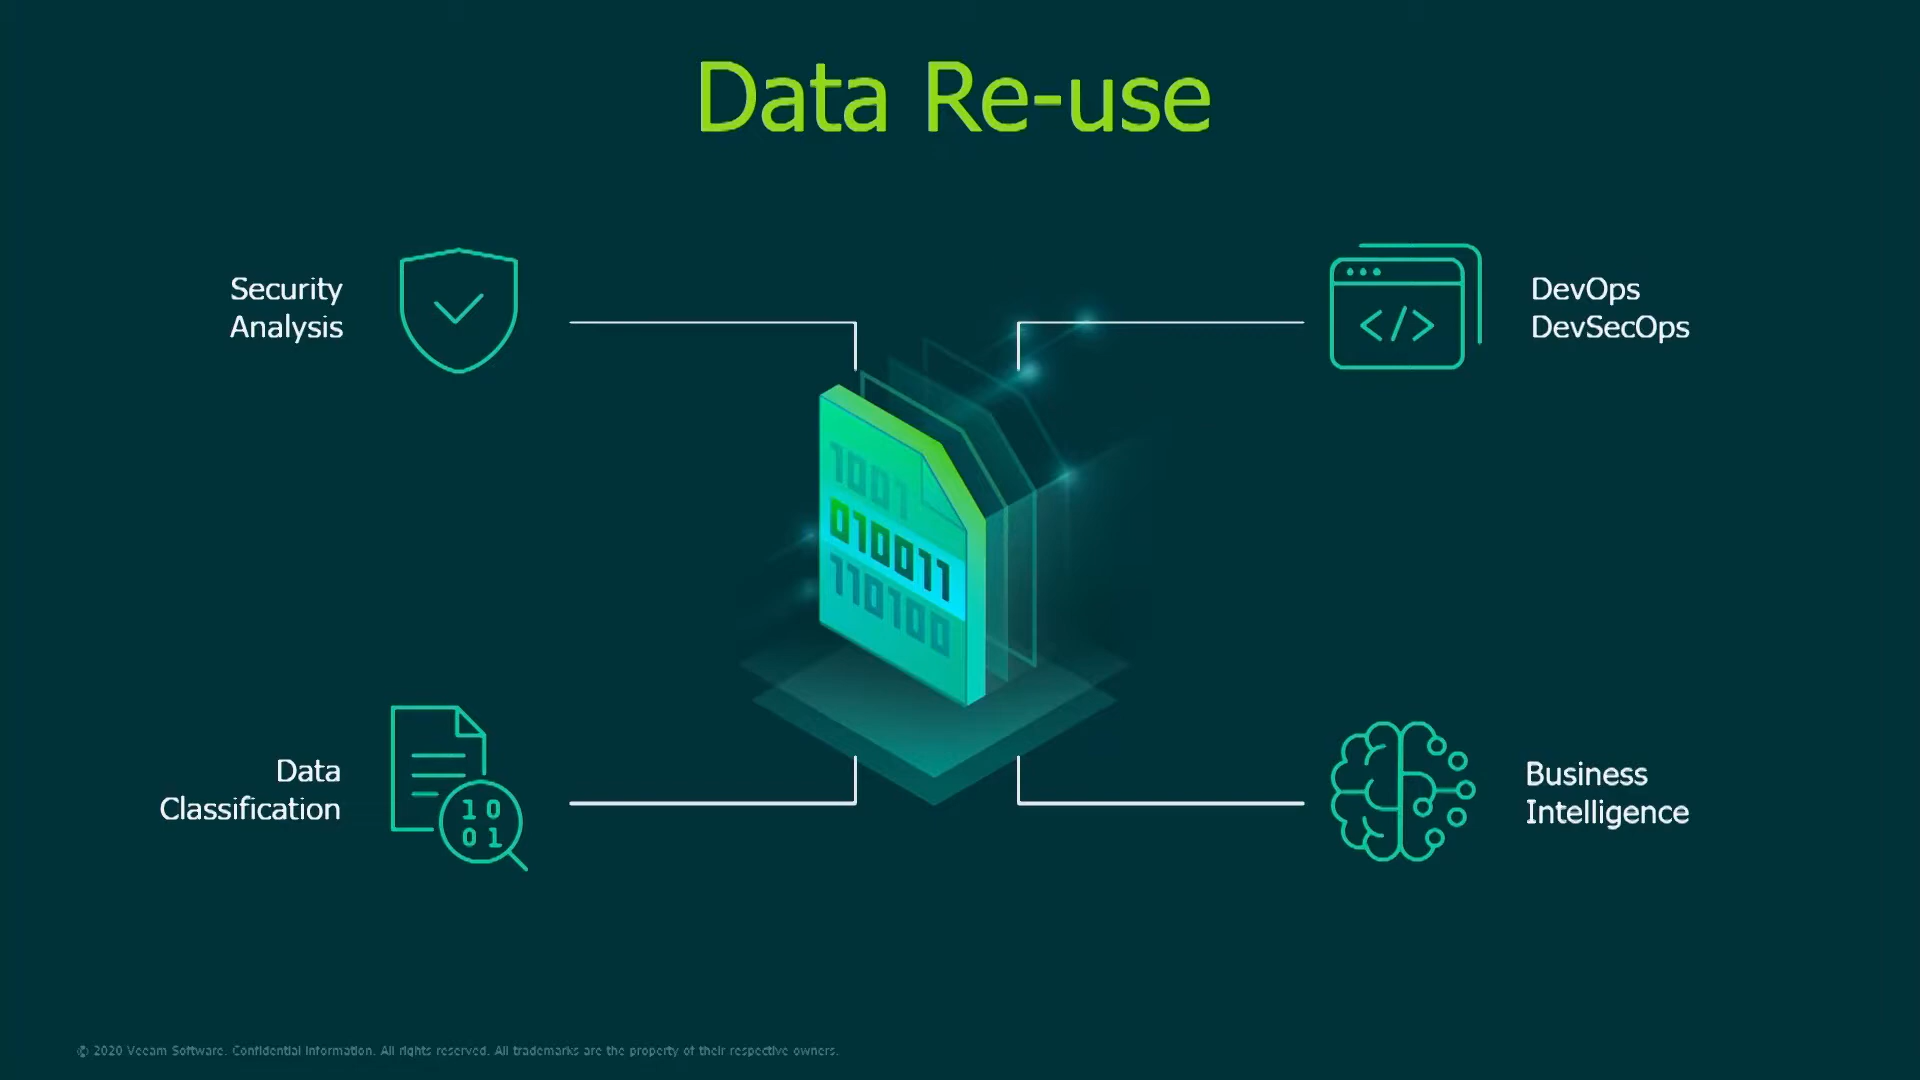 Data Re-use
Security
Analysis
DevOps
DevSecOps
1001
010011
110100
Data
Classification
10
01
Business
Intelligence
© 2020 Veeam Software. Confidential information. All rights reserved. All trademarks are the property of their respective owners.